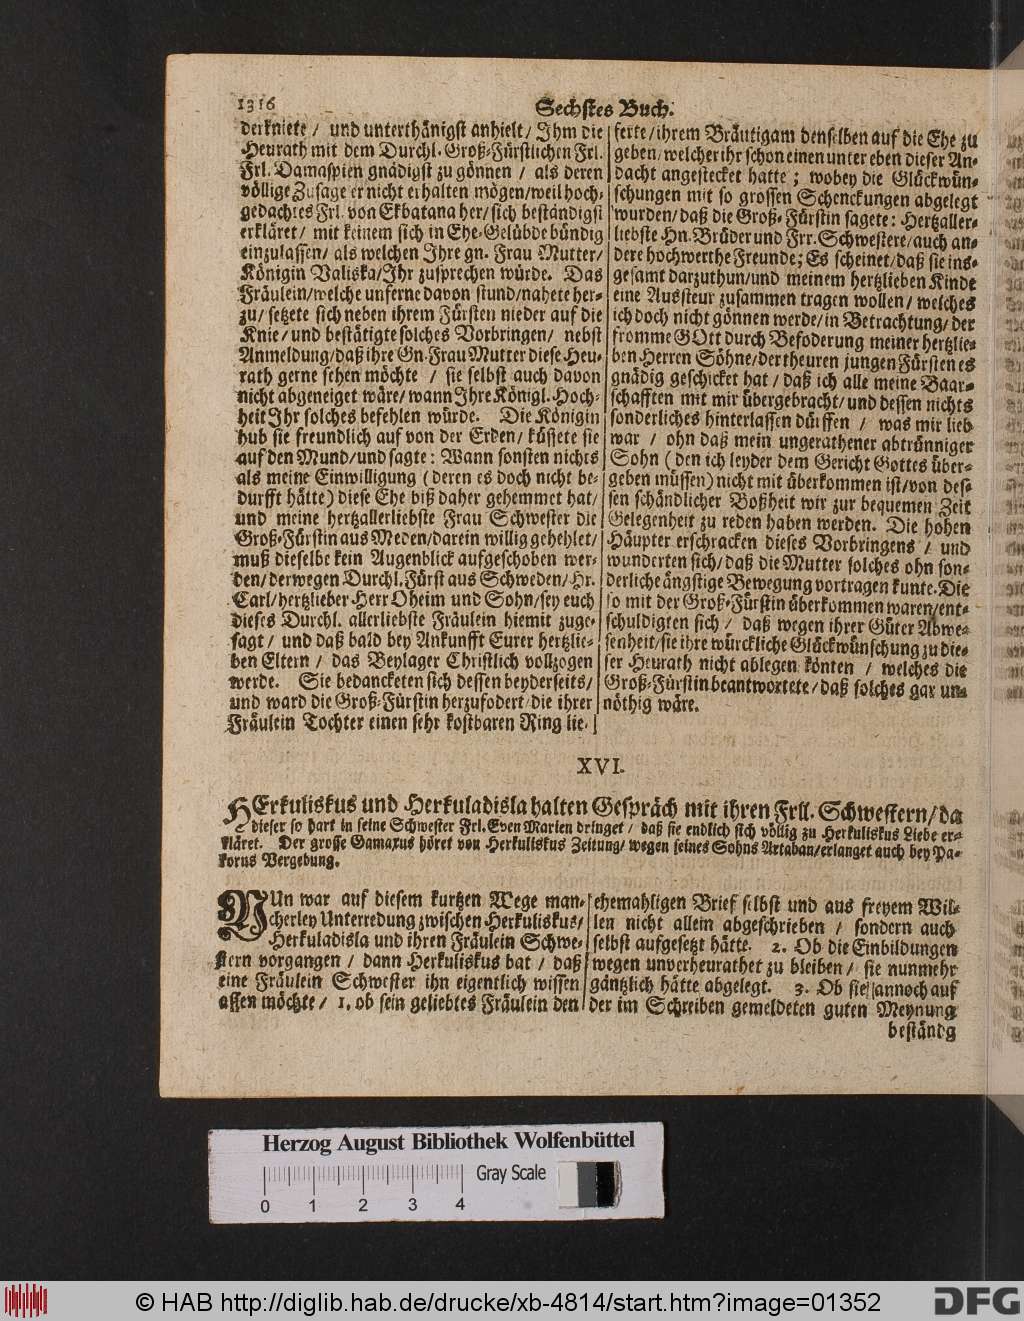 1316
Sechstes Buch.
derkniete / und unterthänigst anhielt / Ihm die
Heurath mit dem Durchl. Groß-Fürstlichen Frl.
Frl. Damaspien gnädigst zu gönnen / als deren
völlige Zusage er nicht erhalten mögen / weil hoch-
gedachtes Frl. von Ekbatana her / sich beständigst
erkläret / mit keinem sich in Ehe-Gelübde bündig
einzulassen / als welchen Ihre gn. Frau Mutter /
Königin Valiska / Ihr zusprechen würde. Das
Fräulein / welche unferne davon stund / nahete her-
zu / setzete sich neben ihrem Fürsten nieder auf die
Knie / und bestätigte solches Vorbringen / nebst
Anmeldung / daß ihre Gn. Frau Mutter diese Heu-
rath gerne sehen möchte / sie selbst auch davon
nicht abgeneiget wäre / wann Ihre Königl. Hoch-
heit Ihr solches befehlen würde. Die Königin
hub sie freundlich auf von der Erden / küstete sie
auf den Mund / und sagte: Wann sonsten nichts
als meine Einwilligung (deren es doch nicht be-
durfft hätte) diese Ehe biß daher gehemmet hat /
und meine hertzallerliebste Frau Schwester die
Groß-Fürstin aus Meden / darein willig gehehlet /
muß dieselbe kein Augenblick aufgeschoben wer-
den / derwegen Durchl. Fürst aus Schweden / Hr.
Carl / hertzlieber Herr Oheim und Sohn / sey euch
dieses Durchl. allerliebste Fräulein hiemit zuge-
sagt / und daß bald bey Ankunfft Eurer hertzlie-
ben Eltern / das Beylager Christlich vollzogen
werde. Sie bedancketen sich dessen beyderseits /
und ward die Groß-Fürstin herzufodert / die ihrer
Fräulein Tochter einen sehr kostbaren Ring lie-
ferte / ihrem Bräutigam denselben auf die Ehe zu
geben / welcher ihr schon einen unter eben dieser An-
dacht angestecket hatte; wobey die Glückwün-
schungen mit so grossen Schenckungen abgelegt
wurden / daß die Groß-Fürstin sagete: Hertzaller-
liebste Hn. Brüder und Frr. Schwestere / auch an-
dere hochwerthe Freunde; Es scheinet / daß sie ins-
gesamt darzuthun / und meinem hertzlieben Kinde
eine Aussteur zusammen tragen wollen / welches
ich doch nicht gönnen werde / in Betrachtung / der
fromme GOtt durch Befoderung meiner hertzlie-
ben Herren Söhne / der theuren jungen Fürsten es
gnädig geschicket hat / daß ich alle meine Baar-
schafften mit mir übergebracht / und dessen nichts
sonderliches hinterlassen dürffen / was mir lieb
war / ohn daß mein ungerathener abtrünniger
Sohn (den ich leyder dem Gericht Gottes über-
geben müssen) nicht mit überkommen ist / von des-
sen schändlicher Boßheit wir zur bequemen Zeit
Gelegenheit zu reden haben werden. Die hohen
Häupter erschracken dieses Vorbringens / und
wunderten sich / daß die Mutter solches ohn son-
derliche ängstige Bewegung vortragen kunte. Die
so mit der Groß-Fürstin überkommen waren / ent-
schuldigten sich / daß wegen ihrer Güter Abwe-
senheit / sie ihre würckliche Glückwünschung zu die-
ser Heurath nicht ablegen könten / welches die
Groß-Fürstin beantwortete / daß solches gar un-
nöthig wäre.
XVI.
HErkuliskus und Herkuladisla halten Gespräch mit ihren Frll. Schwestern / da
dieser so hart in seine Schwester Frl. Even Marien dringet / daß sie endlich sich völlig zu Herkuliskus Liebe er-
kläret. Der grosse Gamaxus höret von Herkuliskus Zeitung / wegen seines Sohns Artaban / erlanget auch bey Pa-
korus Vergebung.
NUn war auf diesem kurtzen Wege man-
cherley Unterredung zwischen Herkuliskus /
Herkuladisla und ihren Fräulein Schwe-
stern vorgangen / dann Herkuliskus bat / daß
eine Fräulein Schwester ihn eigentlich wissen
assen möchte / 1. ob sein geliebtes Fräulein den
ehemahligen Brief selbst und aus freyem Wil-
len nicht allein abgeschrieben / sondern auch
selbst aufgesetzt hätte. 2. Ob die Einbildungen
wegen unverheurathet zu bleiben / sie nunmehr
gäntzlich hätte abgelegt. 3. Ob sie annoch auf
der im Schreiben gemeldeten guten Meynung
beständg
Herzog August Bibliothek Wolfenbüttel
Gray Scale
0 1 2 3 4
© HAB http://diglib.hab.de/drucke/xb-4814/start.htm?image=01352
DFG